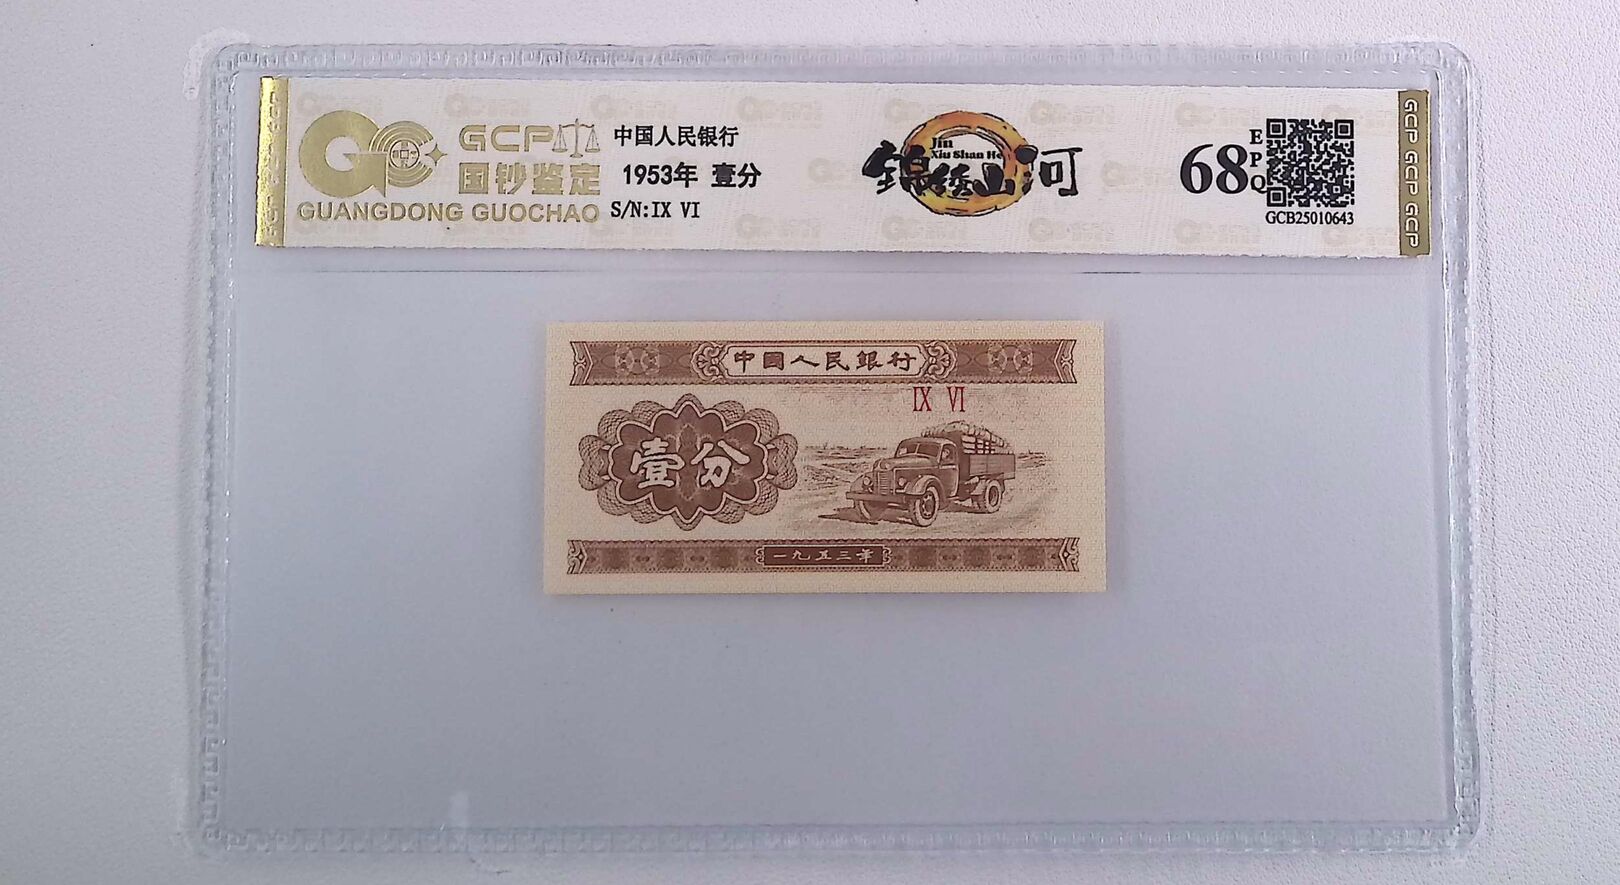 GCP
国钞鉴定
GUANGDONG GUOCHAO
中国人民银行
1953年 壹分
S/N:IX VI
Jin
Xiu Shan He
锦绣山河
68
EPQ
GCB25010643
GCP GCP GCP
中國人民銀行
IX VI
壹分
一九五三年